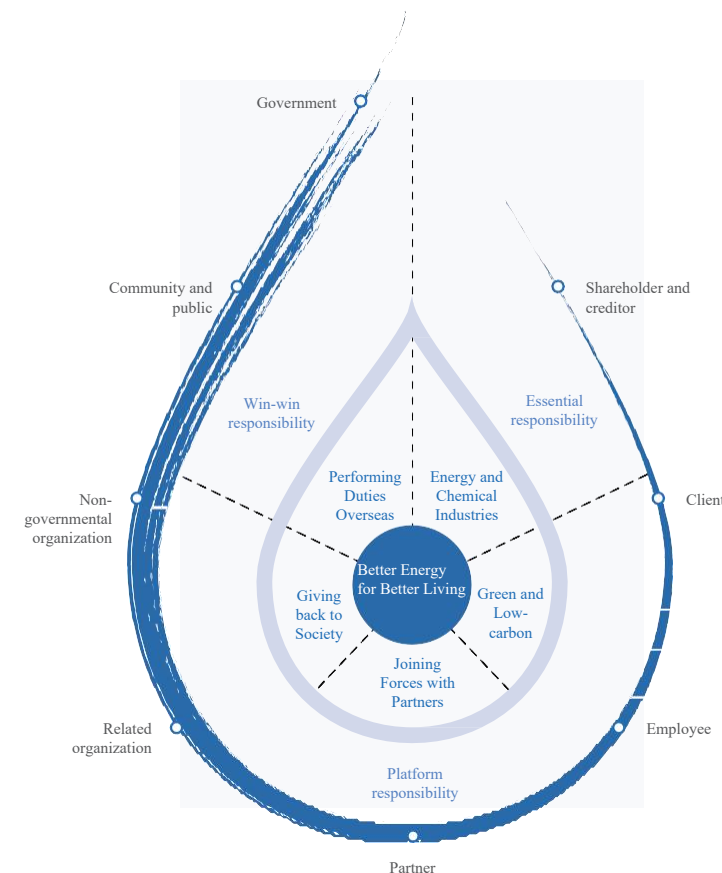 Government
Community and
public
Shareholder and
creditor
Win-win
responsibility
Essential
responsibility
Performing
Duties
Overseas
Energy and
Chemical
Industries
Non-
governmental
organization
Client
Better Energy
for Better Living
Giving
back to
Society
Green and
Low-
carbon
Joining
Forces with
Partners
Related
organization
Employee
Platform
responsibility
Partner